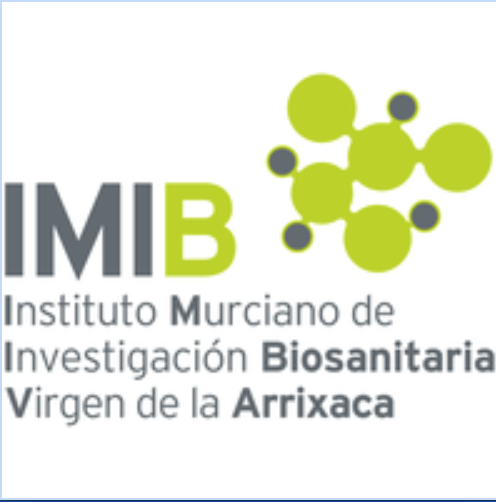 IMIB
Instituto Murciano de
Investigación Biosanitaria
Virgen de la Arrixaca